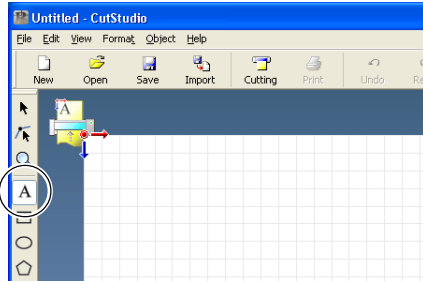 Untitled - CutStudio
File Edit View Format Object Help
New Open Save Import Cutting Print Undo
A
A